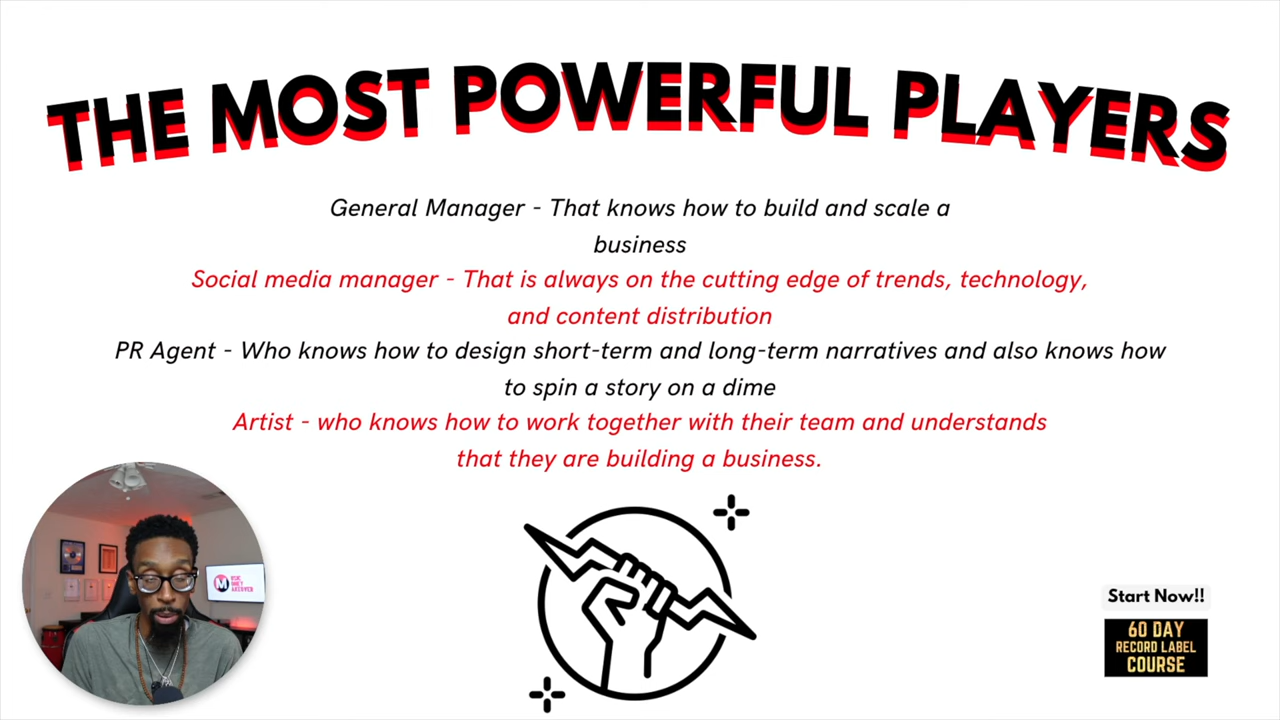 THE MOST POWERFUL PLAYERS
General Manager - That knows how to build and scale a
business
Social media manager - That is always on the cutting edge of trends, technology,
and content distribution
PR Agent - Who knows how to design short-term and long-term narratives and also knows how
to spin a story on a dime
Artist - who knows how to work together with their team and understands
that they are building a business.
Start Now!!
60 DAY
RECORD LABEL
COURSE